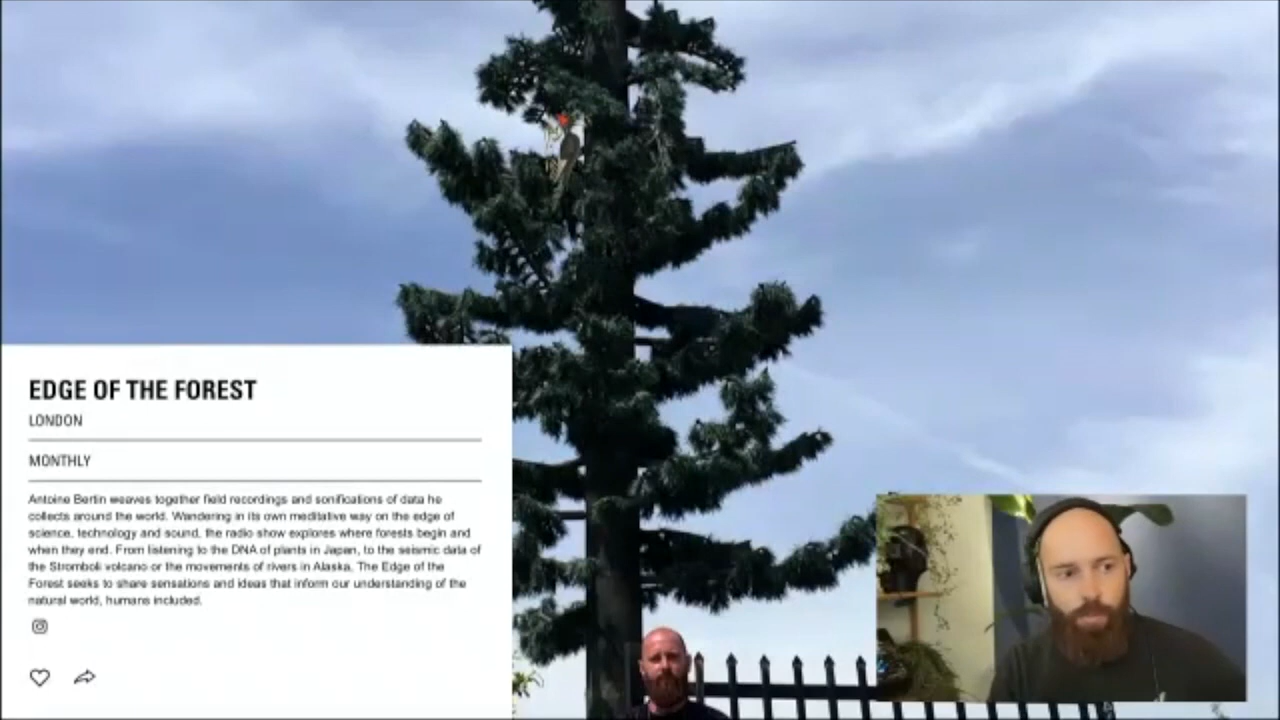 EDGE OF THE FOREST
LONDON
MONTHLY
Antoine Bertin weaves together field recordings and sonifications of data he
collects around the world. Wandering in its own meditative way on the edge of
science, technology and sound, the radio show explores where forests begin and
when they end. From listening to the DNA of plants in Japan, to the seismic data of
the Stromboli volcano or the movements of rivers in Alaska, The Edge of the
Forest seeks to share sensations and ideas that inform our understanding of the
natural world, humans included.